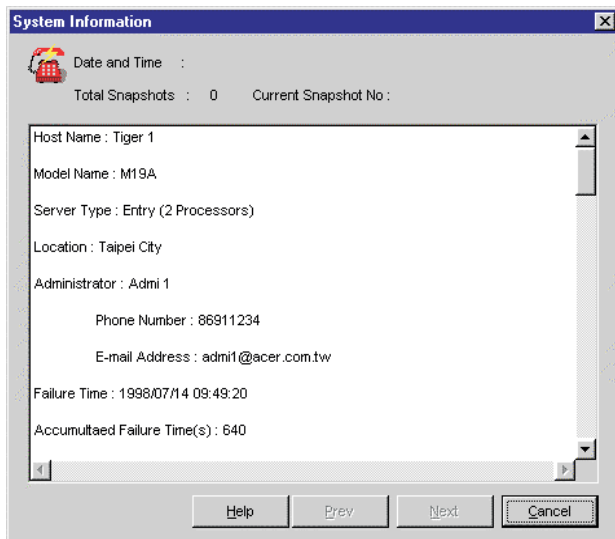 System Information
Date and Time :
Total Snapshots : 0 Current Snapshot No :
Host Name : Tiger 1
Model Name : M19A
Server Type : Entry (2 Processors)
Location : Taipei City
Administrator : Admi 1
Phone Number : 86911234
E-mail Address : admi1@acer.com.tw
Failure Time : 1998/07/14 09:49:20
Accumultaed Failure Time(s) : 640
Help Prev Next Cancel